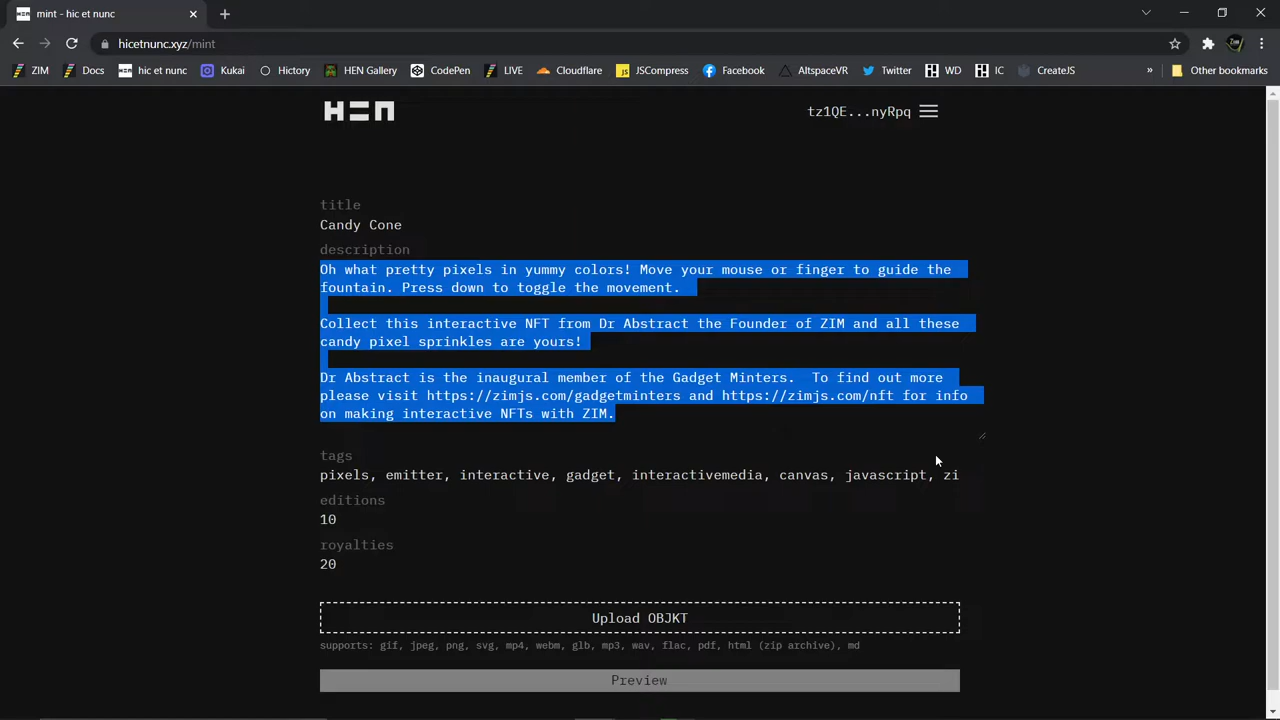 mint - hic et nunc
hicetnunc.xyz/mint
ZIM Docs hic et nunc Kukai Hictory HEN Gallery CodePen LIVE Cloudflare JSCompress Facebook AltspaceVR Twitter WD IC CreateJS » Other bookmarks
HEN tz1QE...nyRpq
title
Candy Cone
description
Oh what pretty pixels in yummy colors! Move your mouse or finger to guide the
fountain. Press down to toggle the movement.
Collect this interactive NFT from Dr Abstract the Founder of ZIM and all these
candy pixel sprinkles are yours!
Dr Abstract is the inaugural member of the Gadget Minters.  To find out more
please visit https://zimjs.com/gadgetminters and https://zimjs.com/nft for info
on making interactive NFTs with ZIM.
tags
pixels, emitter, interactive, gadget, interactivemedia, canvas, javascript, zi
editions
10
royalties
20
Upload OBJKT
supports: gif, jpeg, png, svg, mp4, webm, glb, mp3, wav, flac, pdf, html (zip archive), md
Preview